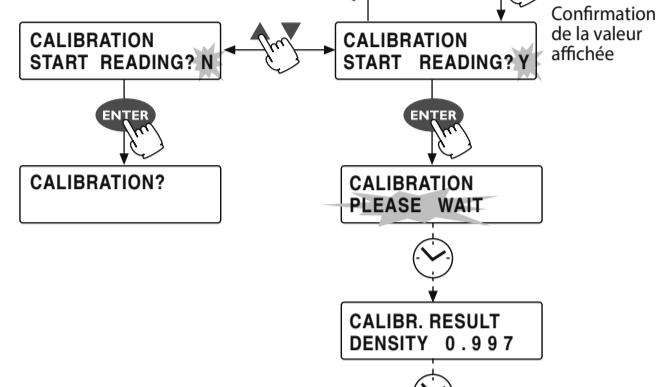 Confirmation
de la valeur
affichée
CALIBRATION
START READING? N
CALIBRATION
START READING? Y
ENTER
ENTER
CALIBRATION?
CALIBRATION
PLEASE WAIT
CALIBR. RESULT
DENSITY 0.997